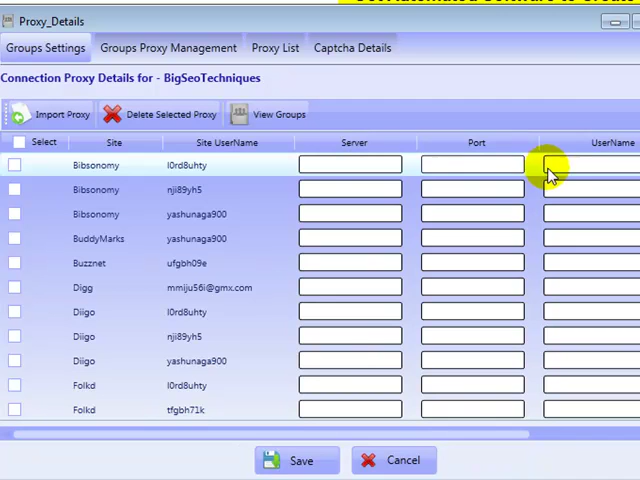 Proxy_Details
Groups Settings Groups Proxy Management Proxy List Captcha Details
Connection Proxy Details for - BigSeoTechniques
Import Proxy Delete Selected Proxy View Groups
Select Site Site UserName Server Port UserName
Bibsonomy l0rd8uhty
Bibsonomy nji89yh5
Bibsonomy yashunaga900
BuddyMarks yashunaga900
Buzznet ufgbh09e
Digg mmiju56i@gmx.com
Diigo l0rd8uhty
Diigo nji89yh5
Diigo yashunaga900
Folkd l0rd8uhty
Folkd tfgbh71k
Save Cancel